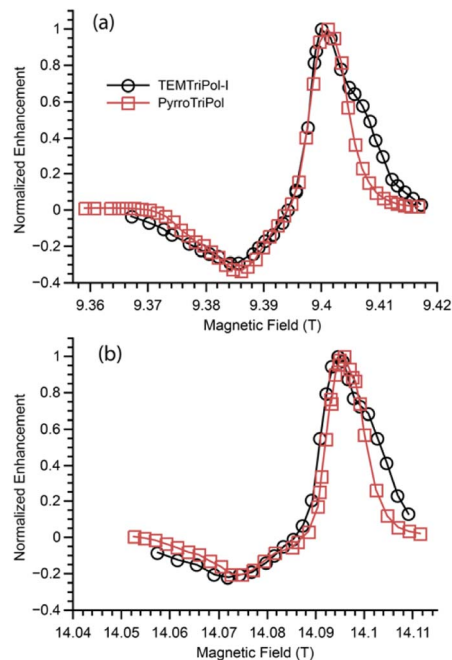 (a)
TEMTriPol-I
PyrroTriPol
Normalized Enhancement
1
0.8
0.6
0.4
0.2
0
−0.2
−0.4
9.36 9.37 9.38 9.39 9.4 9.41 9.42
Magnetic Field (T)
(b)
Normalized Enhancement
1
0.8
0.6
0.4
0.2
0
−0.2
−0.4
14.04 14.05 14.06 14.07 14.08 14.09 14.1 14.11
Magnetic Field (T)